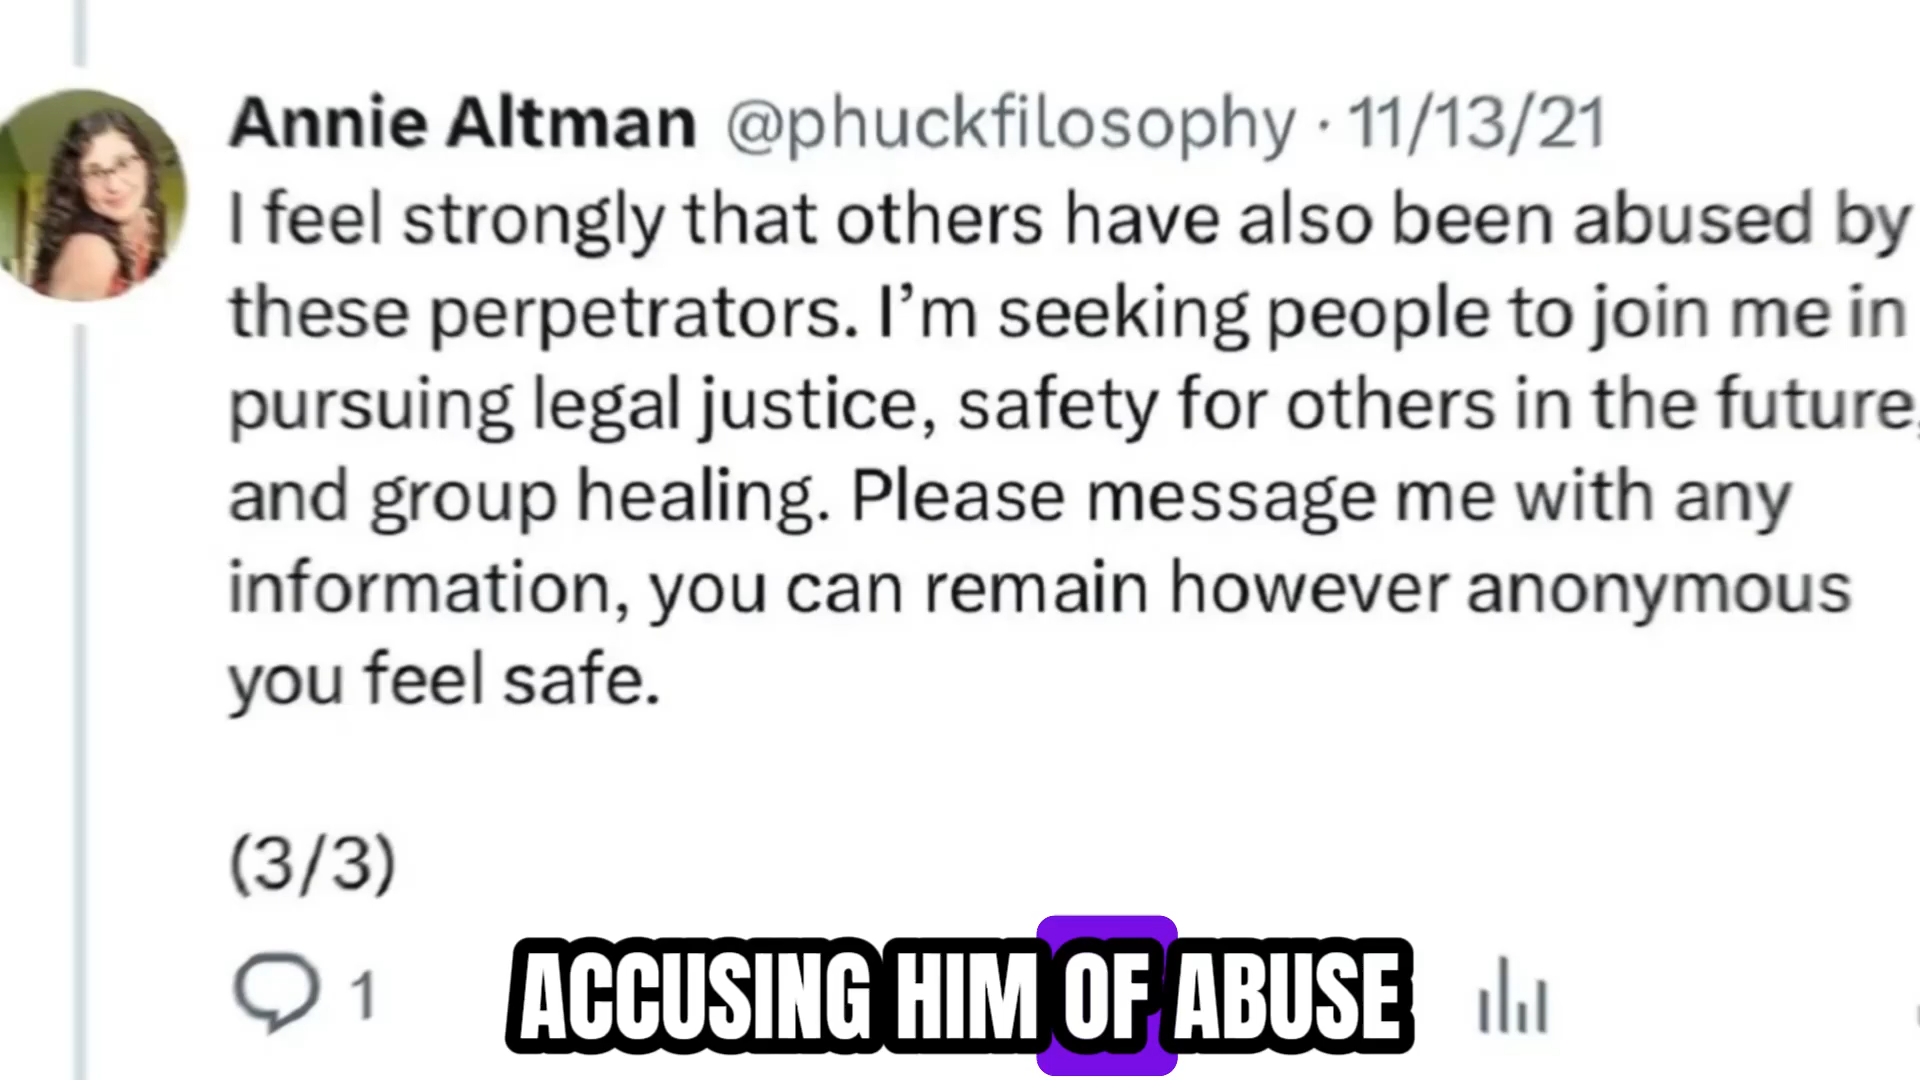 Annie Altman @phuckfilosophy · 11/13/21
I feel strongly that others have also been abused by
these perpetrators. I’m seeking people to join me in
pursuing legal justice, safety for others in the future,
and group healing. Please message me with any
information, you can remain however anonymous
you feel safe.
(3/3)
1
ACCUSING HIM OF ABUSE